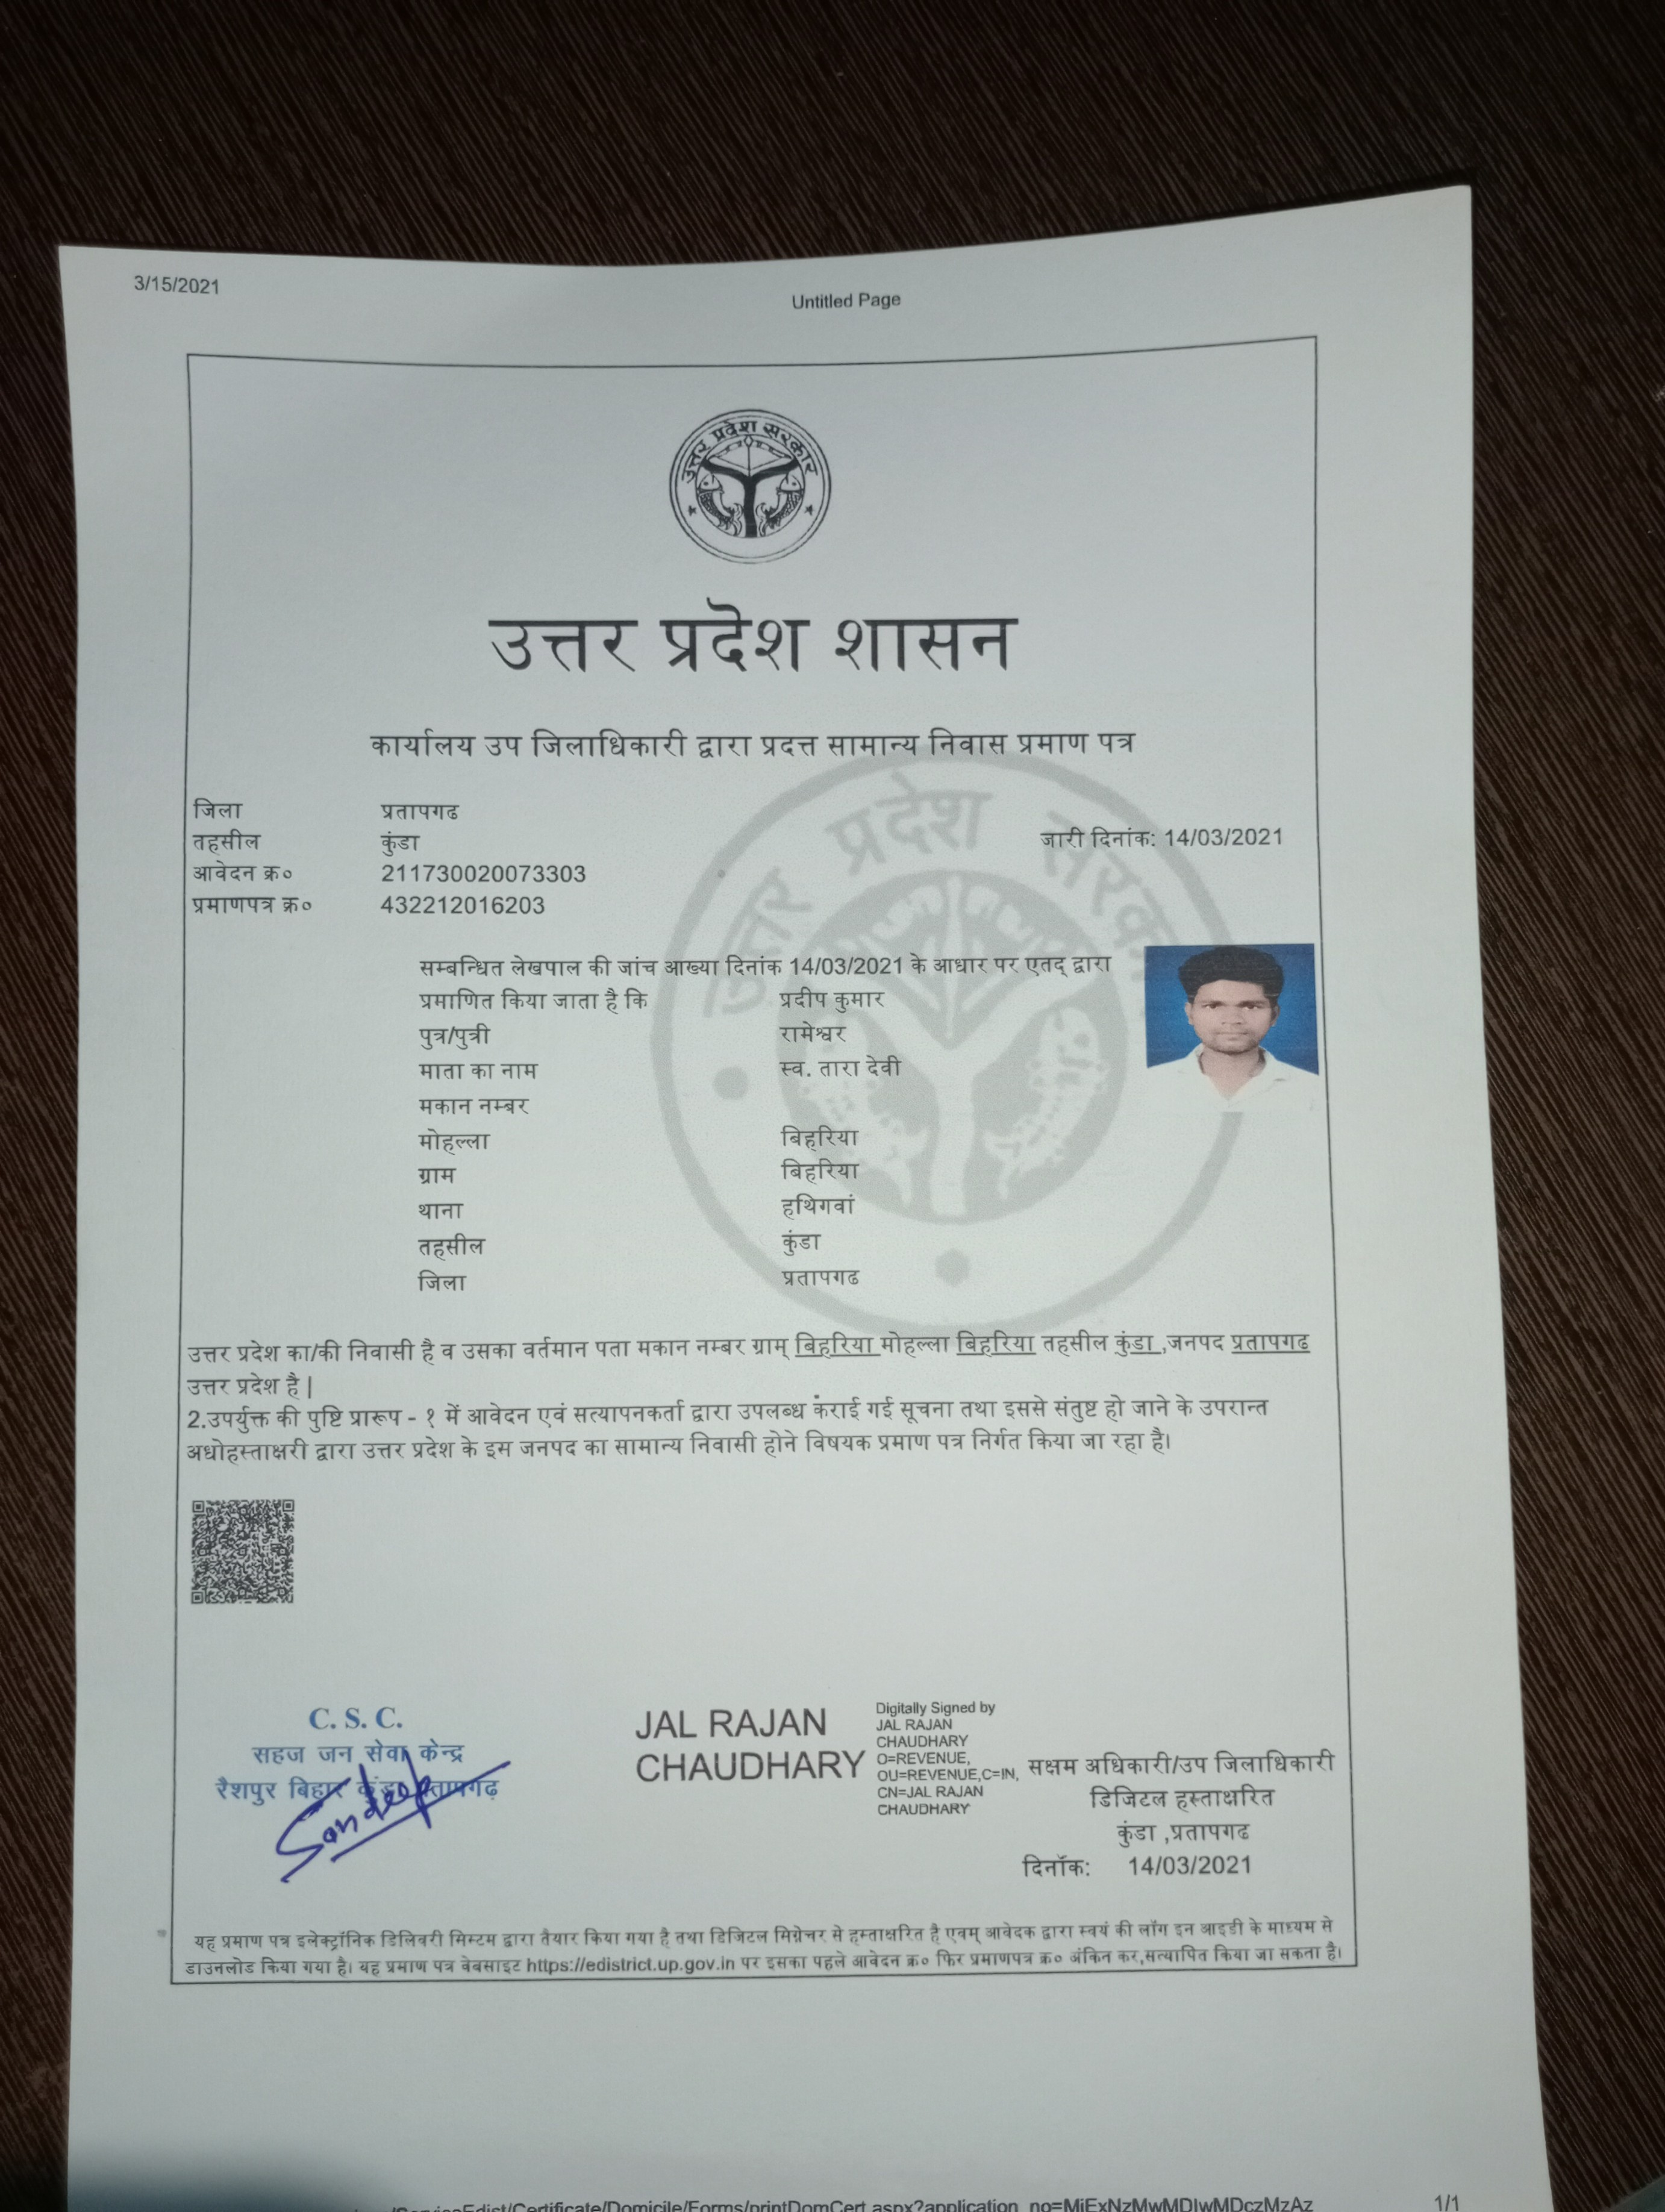 3/15/2021
Untitled Page
उत्तर प्रदेश सरकार
उत्तर प्रदेश शासन
कार्यालय उप जिलाधिकारी द्वारा प्रदत्त सामान्य निवास प्रमाण पत्र
जिला प्रतापगढ
तहसील कुंडा जारी दिनांक: 14/03/2021
आवेदन क्र० 211730020073303
प्रमाणपत्र क्र० 432212016203
सम्बन्धित लेखपाल की जांच आख्या दिनांक 14/03/2021 के आधार पर एतद् द्वारा
प्रमाणित किया जाता है कि प्रदीप कुमार
पुत्र/पुत्री रामेश्वर
माता का नाम स्व. तारा देवी
मकान नम्बर
मोहल्ला बिहरिया
ग्राम बिहरिया
थाना हथिगवां
तहसील कुंडा
जिला प्रतापगढ
उत्तर प्रदेश का/की निवासी है व उसका वर्तमान पता मकान नम्बर ग्राम् बिहरिया मोहल्ला बिहरिया तहसील कुंडा ,जनपद प्रतापगढ
उत्तर प्रदेश है |
2.उपर्युक्त की पुष्टि प्रारूप - १ में आवेदन एवं सत्यापनकर्ता द्वारा उपलब्ध कराई गई सूचना तथा इससे संतुष्ट हो जाने के उपरान्त
अधोहस्ताक्षरी द्वारा उत्तर प्रदेश के इस जनपद का सामान्य निवासी होने विषयक प्रमाण पत्र निर्गत किया जा रहा है।
C. S. C.
सहज जन सेवा केन्द्र
रैशपुर बिहार कुंडा प्रतापगढ़
Sandeep
JAL RAJAN
CHAUDHARY
Digitally Signed by
JAL RAJAN
CHAUDHARY
O=REVENUE,
OU=REVENUE,C=IN,
CN=JAL RAJAN
CHAUDHARY
सक्षम अधिकारी/उप जिलाधिकारी
डिजिटल हस्ताक्षरित
कुंडा ,प्रतापगढ
दिनॉक: 14/03/2021
यह प्रमाण पत्र इलेक्ट्रॉनिक डिलिवरी सिस्टम द्वारा तैयार किया गया है तथा डिजिटल सिग्नेचर से हस्ताक्षरित है एवम् आवेदक द्वारा स्वयं की लॉग इन आइडी के माध्यम से
डाउनलोड किया गया है। यह प्रमाण पत्र वेबसाइट https://edistrict.up.gov.in पर इसका पहले आवेदन क्र० फिर प्रमाणपत्र क्र० अंकित कर,सत्यापित किया जा सकता है।
/Certificate/Domicile/Forms/printDomCert.aspx?application_no=MjExNzMwMDIwMDczMzAz 1/1